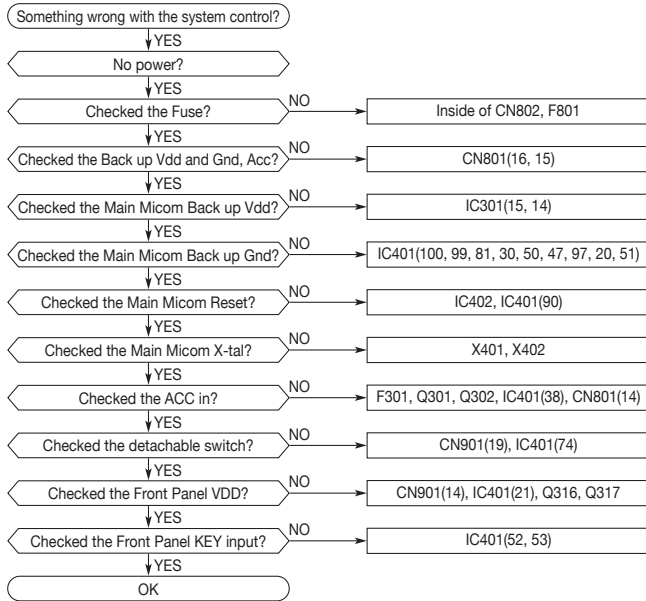 Something wrong with the system control?
YES
No power?
YES
Checked the Fuse?
NO
Inside of CN802, F801
YES
Checked the Back up Vdd and Gnd, Acc?
NO
CN801(16, 15)
YES
Checked the Main Micom Back up Vdd?
NO
IC301(15, 14)
YES
Checked the Main Micom Back up Gnd?
NO
IC401(100, 99, 81, 30, 50, 47, 97, 20, 51)
YES
Checked the Main Micom Reset?
NO
IC402, IC401(90)
YES
Checked the Main Micom X-tal?
NO
X401, X402
YES
Checked the ACC in?
NO
F301, Q301, Q302, IC401(38), CN801(14)
YES
Checked the detachable switch?
NO
CN901(19), IC401(74)
YES
Checked the Front Panel VDD?
NO
CN901(14), IC401(21), Q316, Q317
YES
Checked the Front Panel KEY input?
NO
IC401(52, 53)
YES
OK